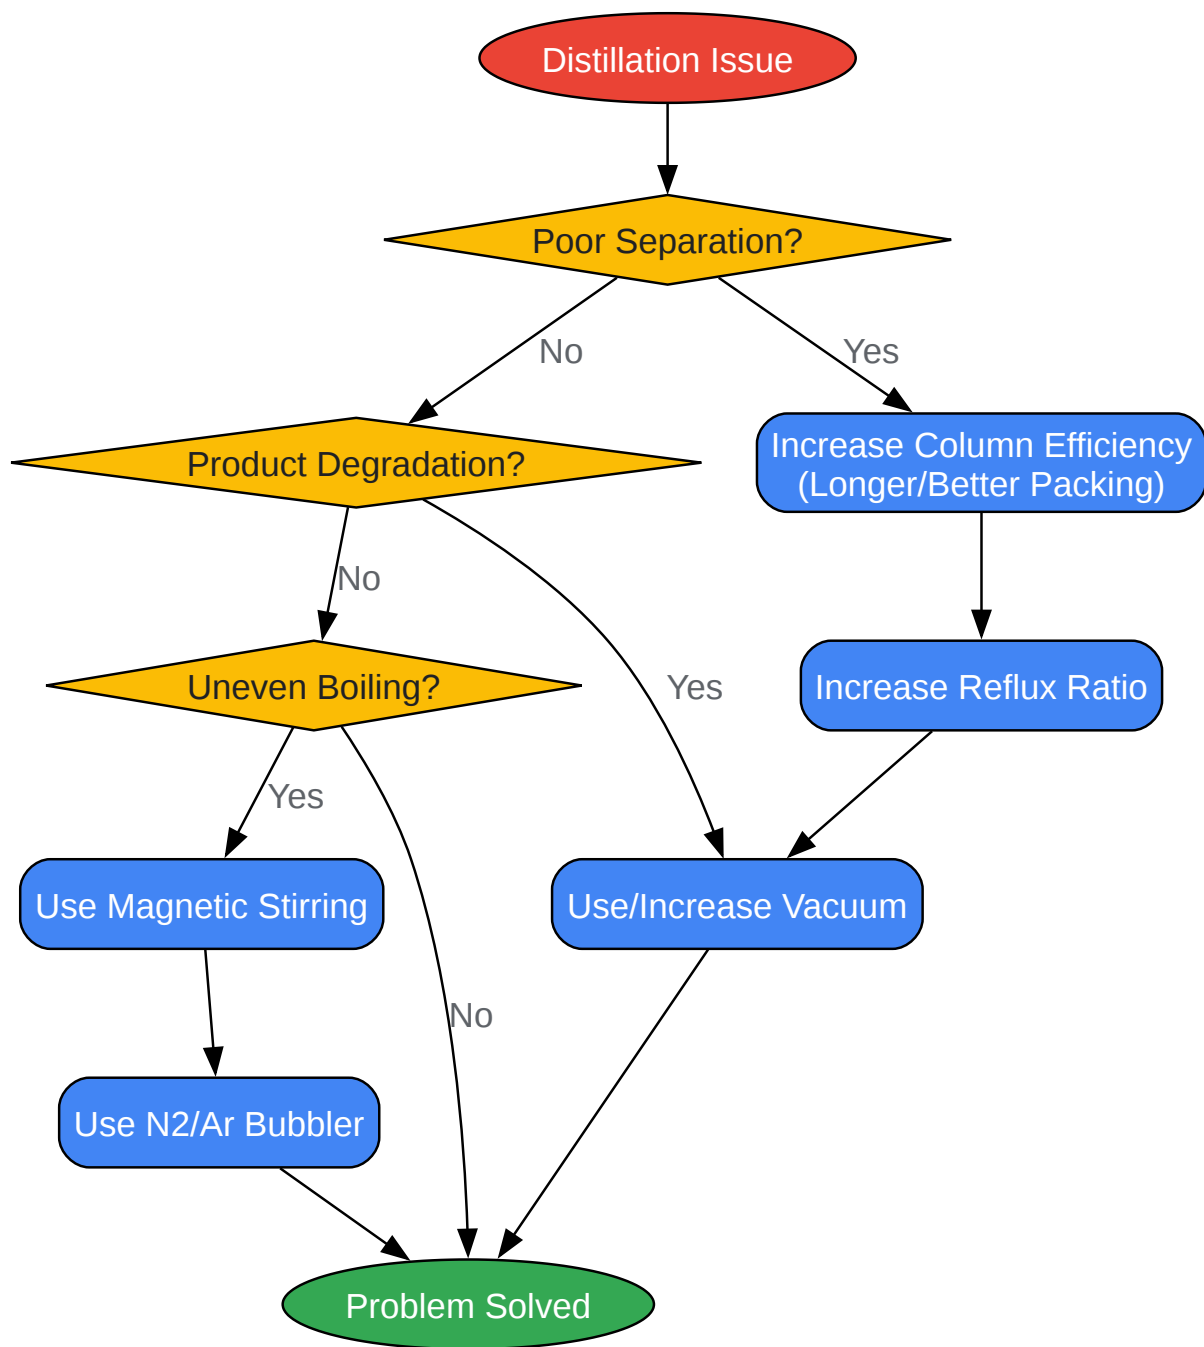 Distillation Issue
Poor Separation?
No
Yes
Product Degradation?
Increase Column Efficiency
(Longer/Better Packing)
No
Uneven Boiling?
Yes
Increase Reflux Ratio
Yes
Use Magnetic Stirring
Use/Increase Vacuum
No
Use N2/Ar Bubbler
Problem Solved